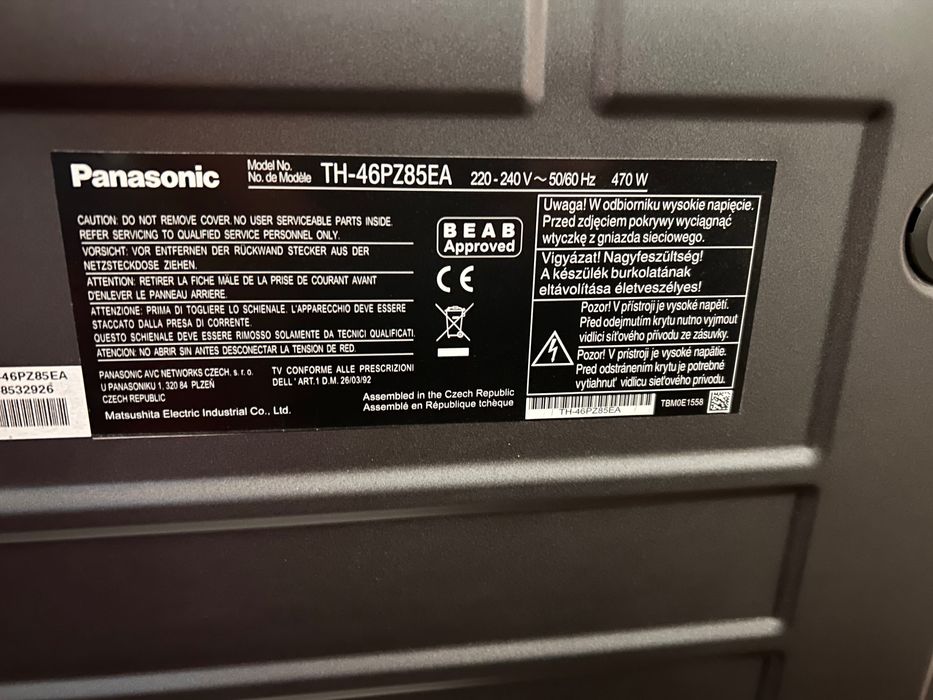 Panasonic
Model No.
No. de Modèle
TH-46PZ85EA
220-240 V ~ 50/60 Hz
470 W
CAUTION: DO NOT REMOVE COVER. NO USER SERVICEABLE PARTS INSIDE.
REFER SERVICING TO QUALIFIED SERVICE PERSONNEL ONLY.
VORSICHT: VOR ENTFERNEN DER RÜCKWAND STECKER AUS DER
NETZSTECKDOSE ZIEHEN.
ATTENTION: RETIRER LA FICHE MÂLE DE LA PRISE DE COURANT AVANT
D'ENLEVER LE PANNEAU ARRIERE.
ATTENZIONE: PRIMA DI TOGLIERE LO SCHIENALE. L'APPARECCHIO DEVE ESSERE
STACCATO DALLA PRESA DI CORRENTE.
QUESTO SCHIENALE DEVE ESSERE RIMOSSO SOLAMENTE DA TECNICI QUALIFICATI.
ATENCION: NO ABRIR SIN ANTES DESCONECTAR LA TENSION DE RED.
PANASONIC AVC NETWORKS CZECH, s. r. o.
U PANASONIKU 1, 320 84 PLZEŇ
CZECH REPUBLIC
Matsushita Electric Industrial Co., Ltd.
TV CONFORME ALLE PRESCRIZIONI
DELL' ART.1 D.M. 26/03/92
Assembled in the Czech Republic
Assemblé en République tchèque
BEAB
Approved
CE
Uwaga! W odbiorniku wysokie napięcie.
Przed zdjęciem pokrywy wyciągnąć
wtyczkę z gniazda sieciowego.
Vigyázat! Nagyfeszültség!
A készülék burkolatának
eltávolítása életveszélyes!
Pozor! V přístroji je vysoké napětí.
Před odejmutím krytu nutno vyjmout
vidlici síťového přívodu ze zásuvky.
Pozor! V prístroji je vysoké napätie.
Pred odstránením krytu je potrebné
vytiahnuť vidlicu sieťového prívodu.
TH-46PZ85EA
TBM0E1558
-46PZ85EA
8532926